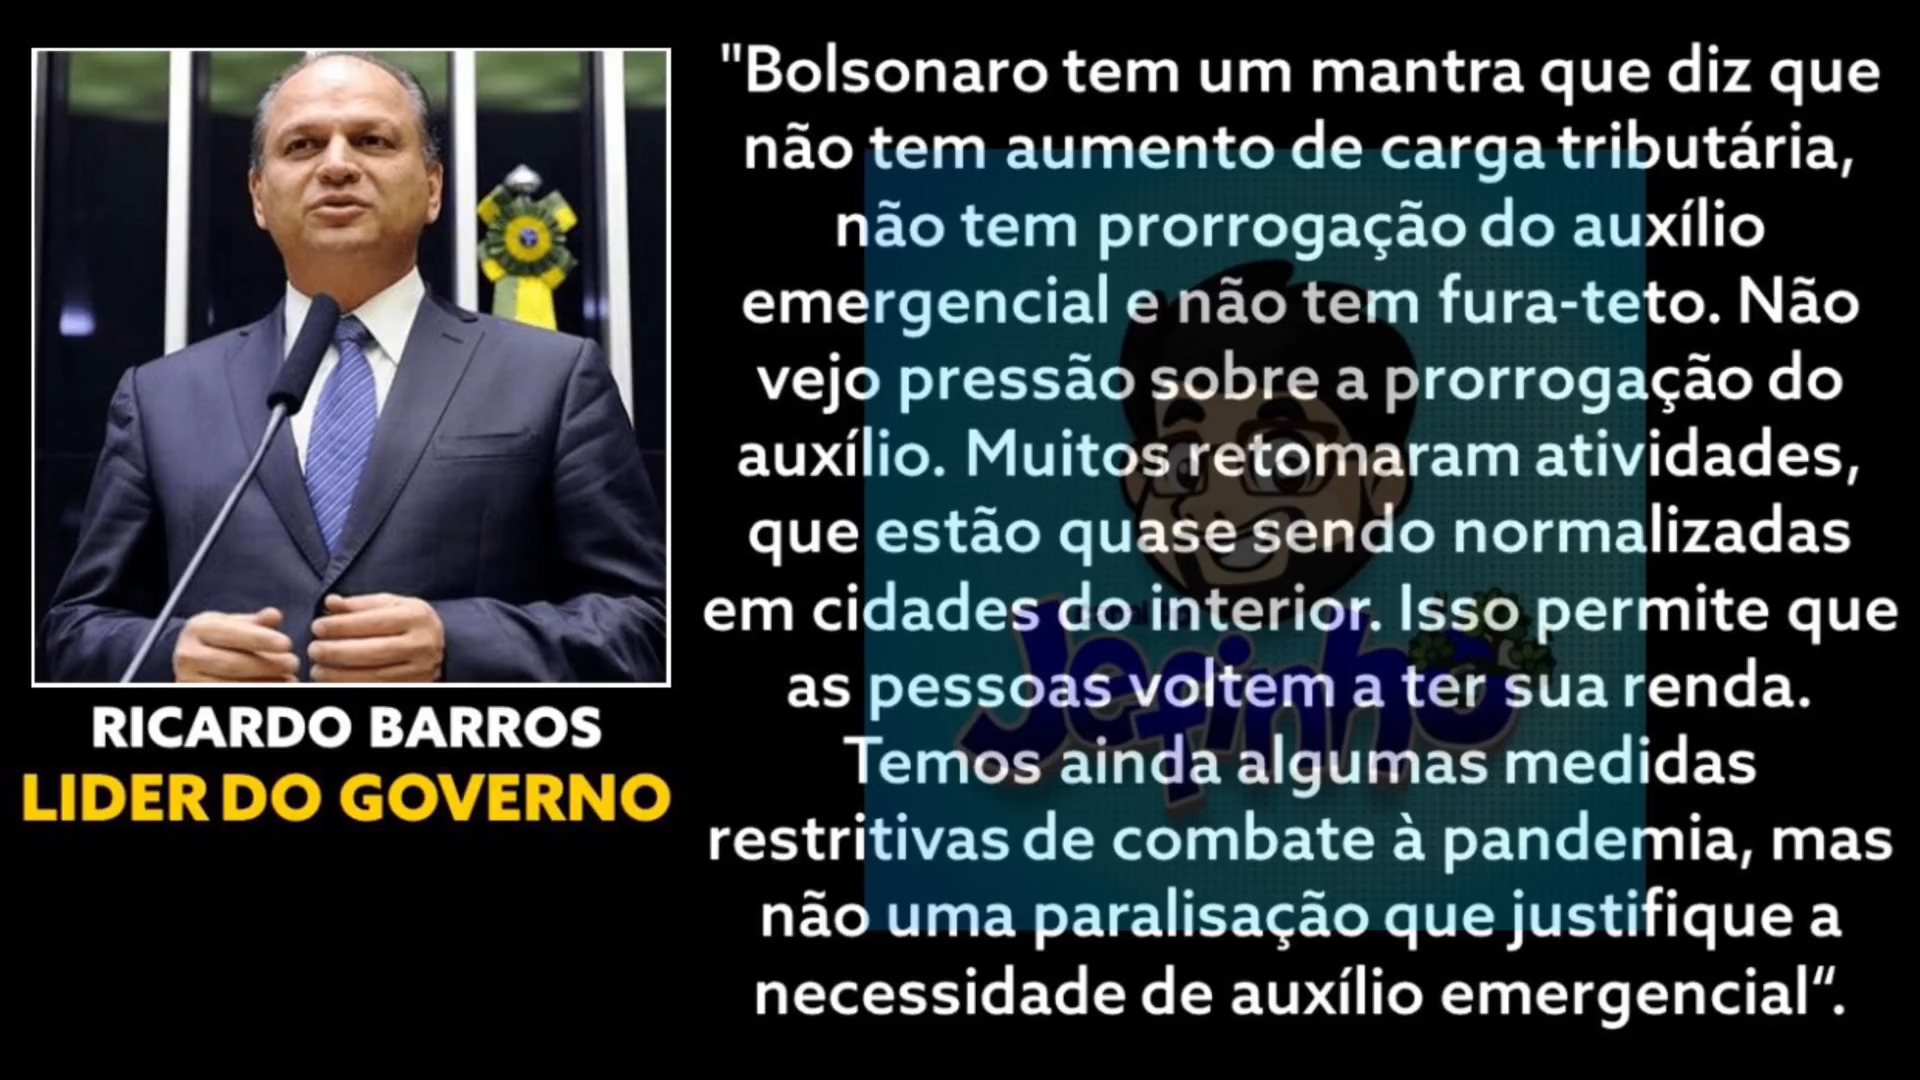 "Bolsonaro tem um mantra que diz que
não tem aumento de carga tributária,
não tem prorrogação do auxílio
emergencial e não tem fura-teto. Não
vejo pressão sobre a prorrogação do
auxílio. Muitos retomaram atividades,
que estão quase sendo normalizadas
em cidades do interior. Isso permite que
as pessoas voltem a ter sua renda.
Temos ainda algumas medidas
restritivas de combate à pandemia, mas
não uma paralisação que justifique a
necessidade de auxílio emergencial“.
RICARDO BARROS
LIDER DO GOVERNO
Jefinho